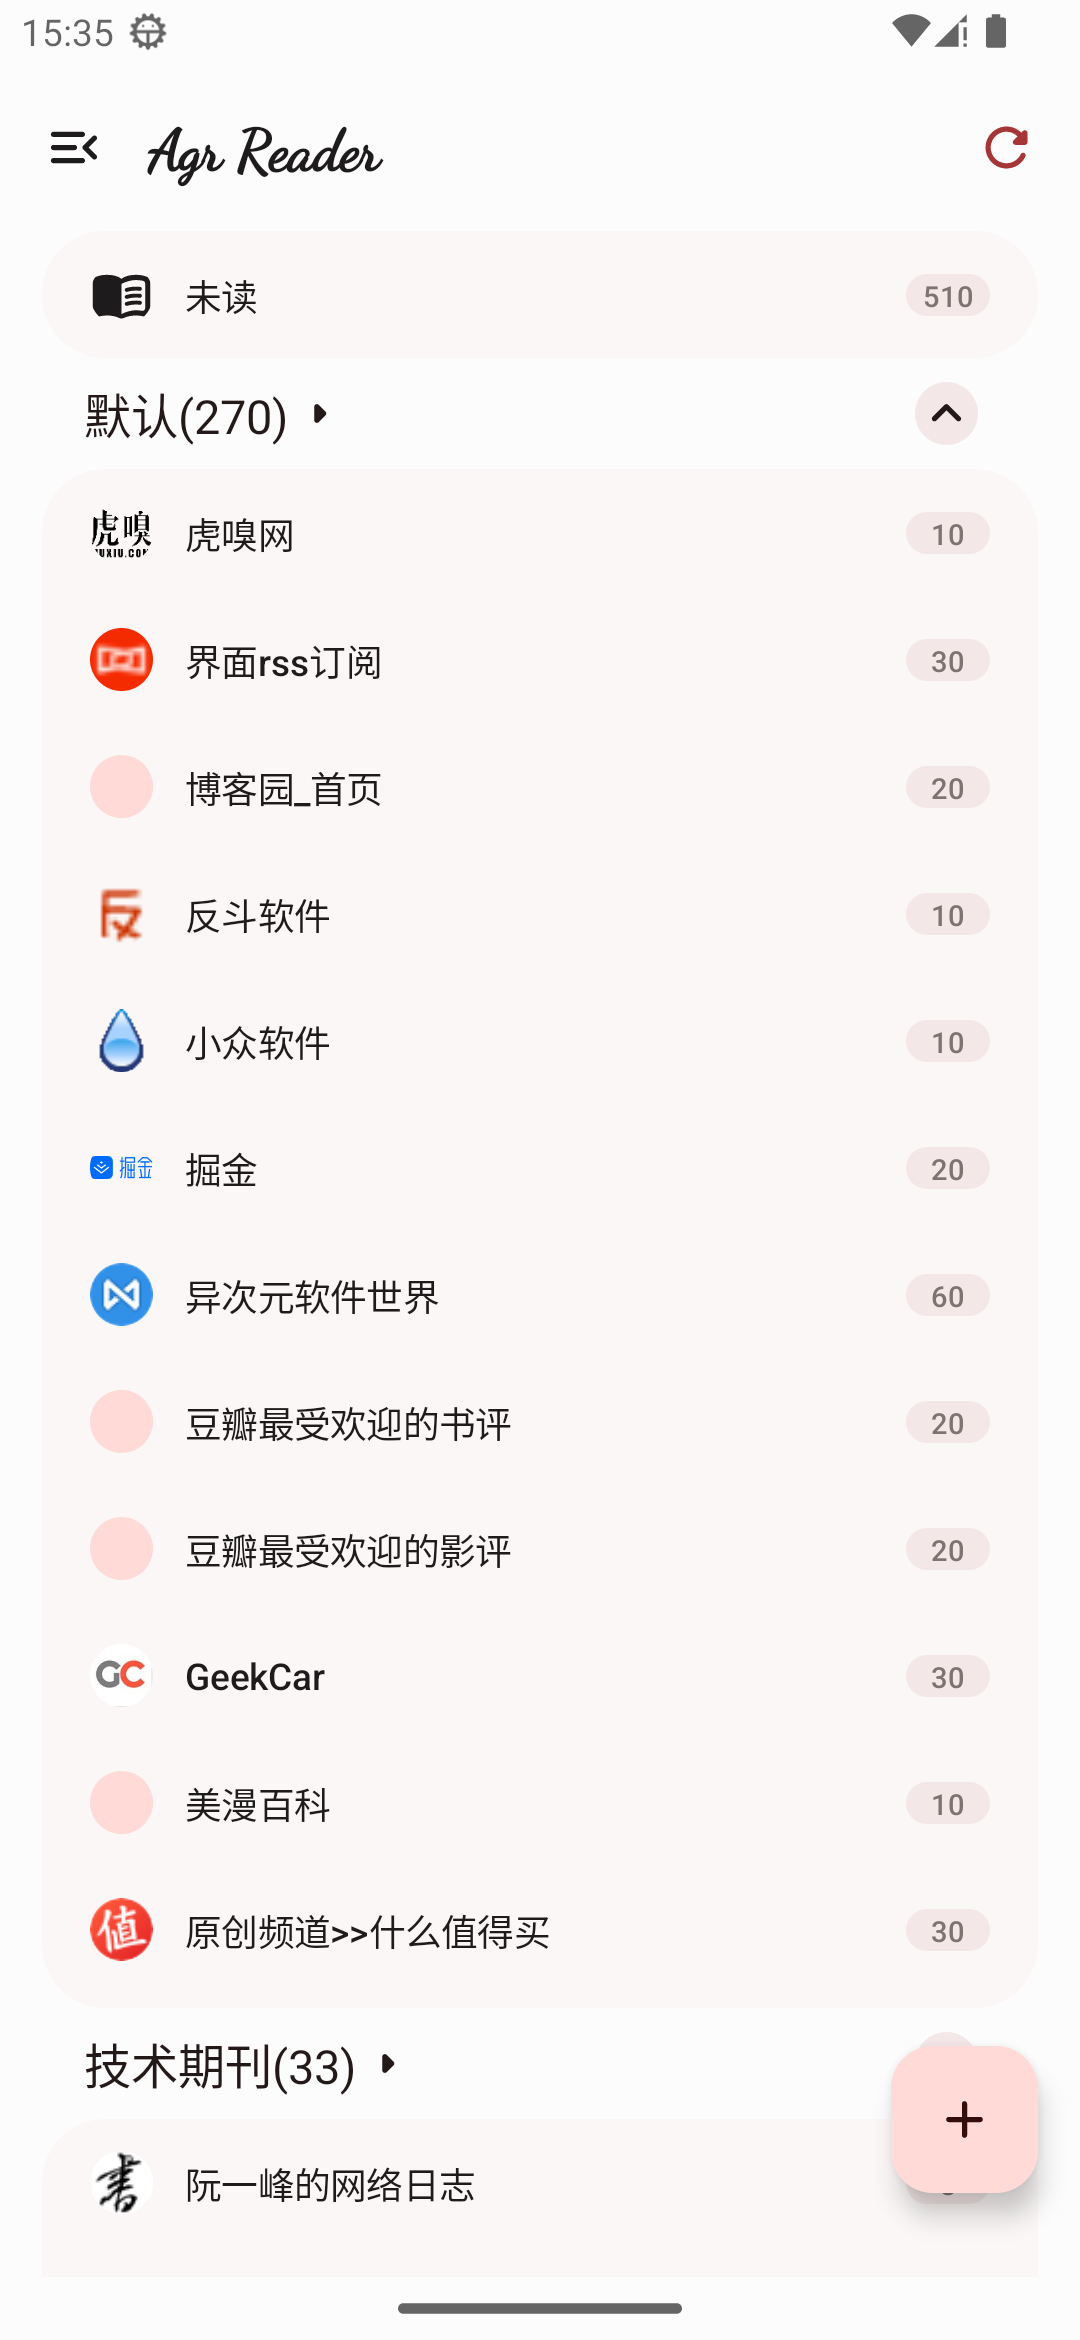 15:35
Agr Reader
未读
510
默认(270)
虎嗅
HUXIU.COM
虎嗅网
10
界面rss订阅
30
博客园_首页
20
反
反斗软件
10
小众软件
10
掘金
掘金
20
异次元软件世界
60
豆瓣最受欢迎的书评
20
豆瓣最受欢迎的影评
20
GC
GeekCar
30
美漫百科
10
值
原创频道>>什么值得买
30
技术期刊(33)
書
阮一峰的网络日志